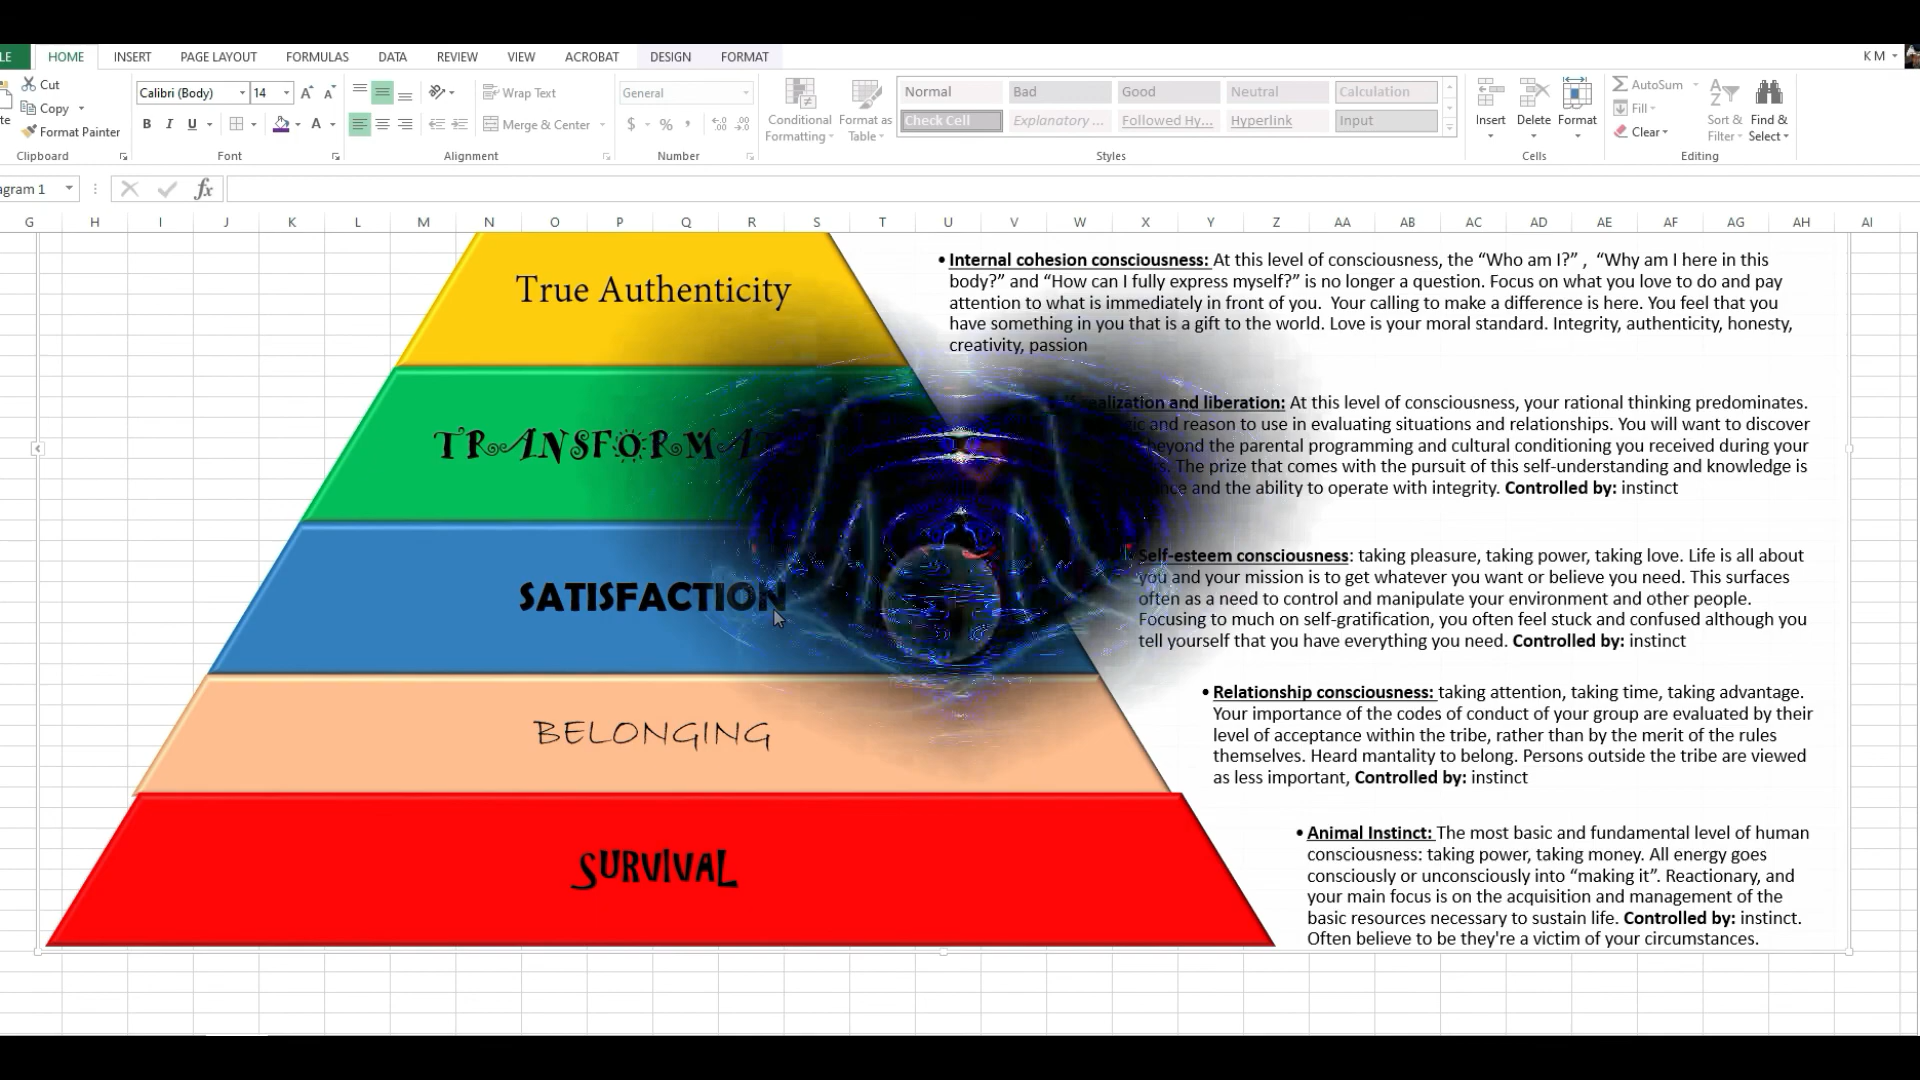 LE HOME INSERT PAGE LAYOUT FORMULAS DATA REVIEW VIEW ACROBAT DESIGN FORMAT K M
Cut
Copy
Format Painter
Clipboard
Calibri (Body) 14
B I U
Font
Wrap Text
Merge & Center
Alignment
General
$ % ,
Number
Conditional Formatting
Format as Table
Normal Bad Good Neutral Calculation
Check Cell Explanatory ... Followed Hy... Hyperlink Input
Styles
Insert Delete Format
Cells
AutoSum
Fill
Clear
Sort & Filter
Find & Select
Editing
agram 1 fx
G H I J K L M N O P Q R S T U V W X Y Z AA AB AC AD AE AF AG AH AI
True Authenticity
• Internal cohesion consciousness: At this level of consciousness, the “Who am I?” , “Why am I here in this
body?” and “How can I fully express myself?” is no longer a question. Focus on what you love to do and pay
attention to what is immediately in front of you. Your calling to make a difference is here. You feel that you
have something in you that is a gift to the world. Love is your moral standard. Integrity, authenticity, honesty,
creativity, passion
TRANSFORMAT
realization and liberation: At this level of consciousness, your rational thinking predominates.
and reason to use in evaluating situations and relationships. You will want to discover
beyond the parental programming and cultural conditioning you received during your
The prize that comes with the pursuit of this self-understanding and knowledge is
and the ability to operate with integrity. Controlled by: instinct
SATISFACTION
Self-esteem consciousness: taking pleasure, taking power, taking love. Life is all about
you and your mission is to get whatever you want or believe you need. This surfaces
often as a need to control and manipulate your environment and other people.
Focusing to much on self-gratification, you often feel stuck and confused although you
tell yourself that you have everything you need. Controlled by: instinct
BELONGING
• Relationship consciousness: taking attention, taking time, taking advantage.
Your importance of the codes of conduct of your group are evaluated by their
level of acceptance within the tribe, rather than by the merit of the rules
themselves. Heard mantality to belong. Persons outside the tribe are viewed
as less important, Controlled by: instinct
SURVIVAL
• Animal Instinct: The most basic and fundamental level of human
consciousness: taking power, taking money. All energy goes
consciously or unconsciously into “making it”. Reactionary, and
your main focus is on the acquisition and management of the
basic resources necessary to sustain life. Controlled by: instinct.
Often believe to be they're a victim of your circumstances.